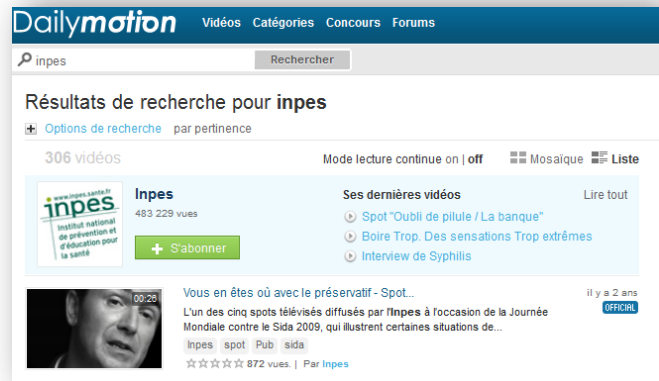 Dailymotion Vidéos Catégories Concours Forums
inpes Rechercher
Résultats de recherche pour inpes
Options de recherche par pertinence
306 vidéos Mode lecture continue on | off Mosaïque Liste
www.inpes.sante.fr
inpes
Institut national
de prévention et
d'éducation pour
la santé
Inpes
483 229 vues
S'abonner
Ses dernières vidéos Lire tout
Spot "Oubli de pilule / La banque"
Boire Trop. Des sensations Trop extrêmes
Interview de Syphilis
00:26
Vous en êtes où avec le préservatif - Spot... il y a 2 ans
L'un des cinq spots télévisés diffusés par l'Inpes à l'occasion de la Journée OFFICIAL
Mondiale contre le Sida 2009, qui illustrent certaines situations de...
Inpes spot Pub sida
872 vues. | Par Inpes